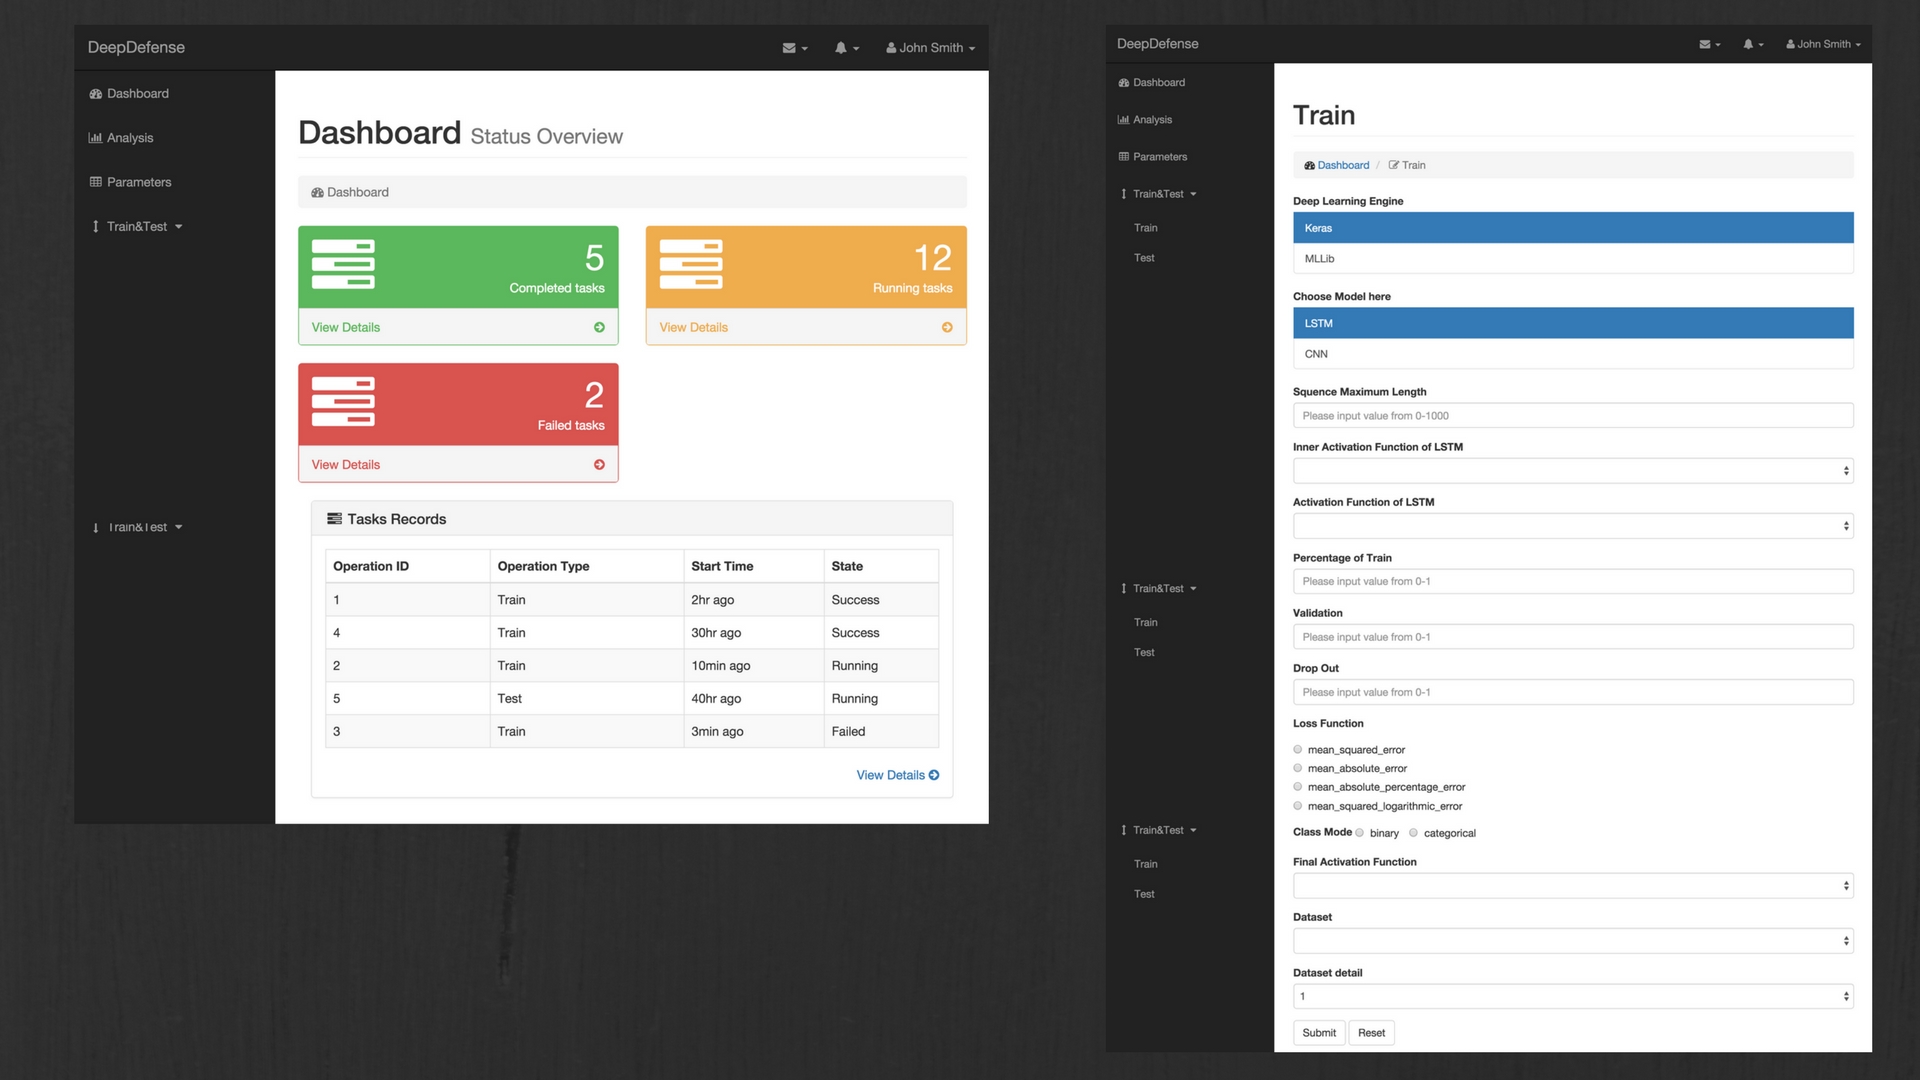 DeepDefense
John Smith
Dashboard
Analysis
Parameters
Train&Test
Train&Test
Dashboard Status Overview
Dashboard
5
Completed tasks
View Details
12
Running tasks
View Details
2
Failed tasks
View Details
Tasks Records
Operation ID Operation Type Start Time State
1 Train 2hr ago Success
4 Train 30hr ago Success
2 Train 10min ago Running
5 Test 40hr ago Running
3 Train 3min ago Failed
View Details
DeepDefense
John Smith
Dashboard
Analysis
Parameters
Train&Test
Train
Test
Train&Test
Train
Test
Train&Test
Train
Test
Train
Dashboard / Train
Deep Learning Engine
Keras
MLLib
Choose Model here
LSTM
CNN
Squence Maximum Length
Please input value from 0-1000
Inner Activation Function of LSTM
Activation Function of LSTM
Percentage of Train
Please input value from 0-1
Validation
Please input value from 0-1
Drop Out
Please input value from 0-1
Loss Function
mean_squared_error
mean_absolute_error
mean_absolute_percentage_error
mean_squared_logarithmic_error
Class Mode binary categorical
Final Activation Function
Dataset
Dataset detail
1
Submit Reset